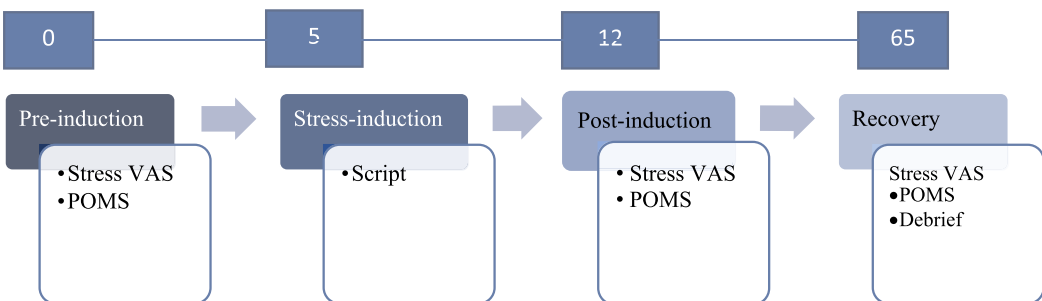 0
5
12
65
Pre-induction
Stress-induction
Post-induction
Recovery
•Stress VAS
•POMS
•Script
• Stress VAS
• POMS
Stress VAS
•POMS
•Debrief